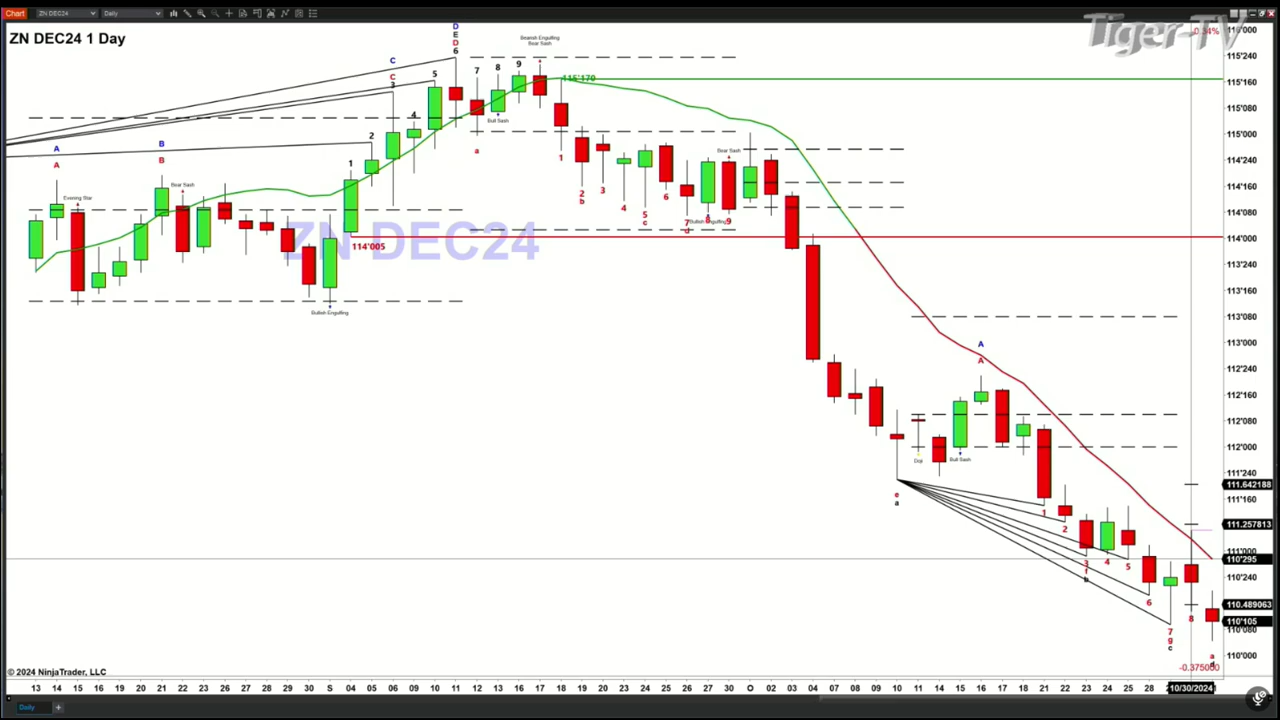 Chart ZN DEC24 Daily
Tiger-TV
ZN DEC24 1 Day
-0.34%
116'000
115'240
115'160
115'080
115'000
114'240
114'160
114'080
114'000
113'240
113'160
113'080
113'000
112'240
112'160
112'080
112'000
111'240
111.642188
111'160
111.257813
111'000
110'295
110'240
110.489063
110'105
110'080
110'000
-0.375000
Bearish Engulfing
Bear Sash
D
E
D
6
C
C
3
5
7
8
9
4
2
1
A
A
B
B
Evening Star
Bear Sash
Bull Sash
a
115'170
ZN DEC24
114'005
Bullish Engulfing
1
2
b
3
4
5
c
6
7
d
8
9
Bullish Engulfing
Bear Sash
A
A
Doji
Bull Sash
e
a
1
2
3
f
b
4
5
6
7
g
c
8
a
d
© 2024 NinjaTrader, LLC
13 14 15 16 19 20 21 22 23 26 27 28 29 30 S 04 05 06 09 10 11 12 13 16 17 18 19 20 23 24 25 26 27 30 O 02 03 04 07 08 09 10 11 14 15 16 17 18 21 22 23 24 25 28 10/30/2024
Daily +